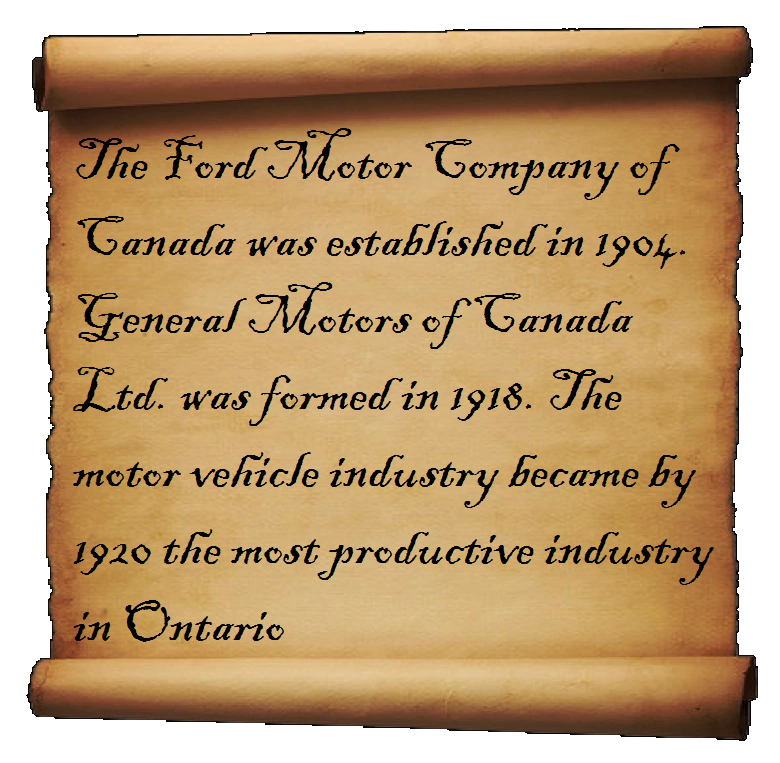 The Ford Motor Company of
Canada was established in 1904.
General Motors of Canada
Ltd. was formed in 1918. The
motor vehicle industry became by
1920 the most productive industry
in Ontario